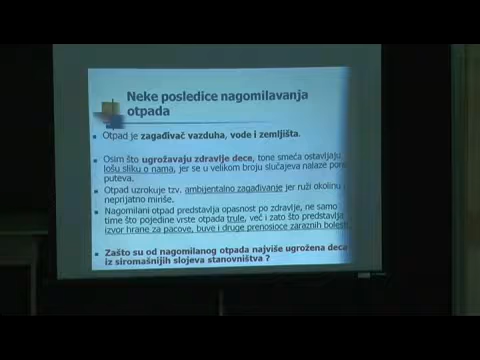 Neke posledice nagomilavanja
otpada
Otpad je zagađivač vazduha, vode i zemljišta.
Osim što ugrožavaju zdravlje dece, tone smeća ostavljaju
lošu sliku o nama, jer se u velikom broju slučajeva nalaze pored
puteva.
Otpad uzrokuje tzv. ambijentalno zagađivanje jer ruži okolinu i
neprijatno miriše.
Nagomilani otpad predstavlja opasnost po zdravlje, ne samo
time što pojedine vrste otpada trule, već i zato što predstavlja
izvor hrane za pacove, buve i druge prenosioce zaraznih bolesti.
Zašto su od nagomilanog otpada najviše ugrožena deca
iz siromašnijih slojeva stanovništva ?